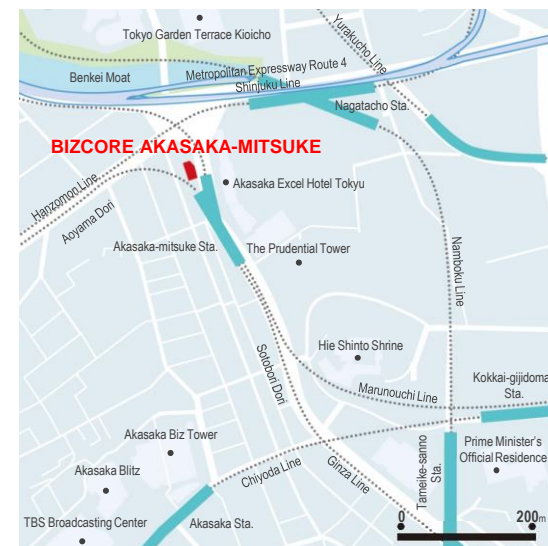 Tokyo Garden Terrace Kioicho
Yurakucho Line
Benkei Moat
Metropolitan Expressway Route 4
Shinjuku Line
Nagatacho Sta.
BIZCORE AKASAKA-MITSUKE
Hanzomon Line
Akasaka Excel Hotel Tokyu
Aoyama Dori
Akasaka-mitsuke Sta.
The Prudential Tower
Namboku Line
Hie Shinto Shrine
Sotobori Dori
Marunouchi Line
Kokkai-gijidoma
Sta.
Akasaka Biz Tower
Prime Minister's
Official Residence
Chiyoda Line
Ginza Line
Tameike-sanno
Sta.
Akasaka Blitz
TBS Broadcasting Center
Akasaka Sta.
0
200m